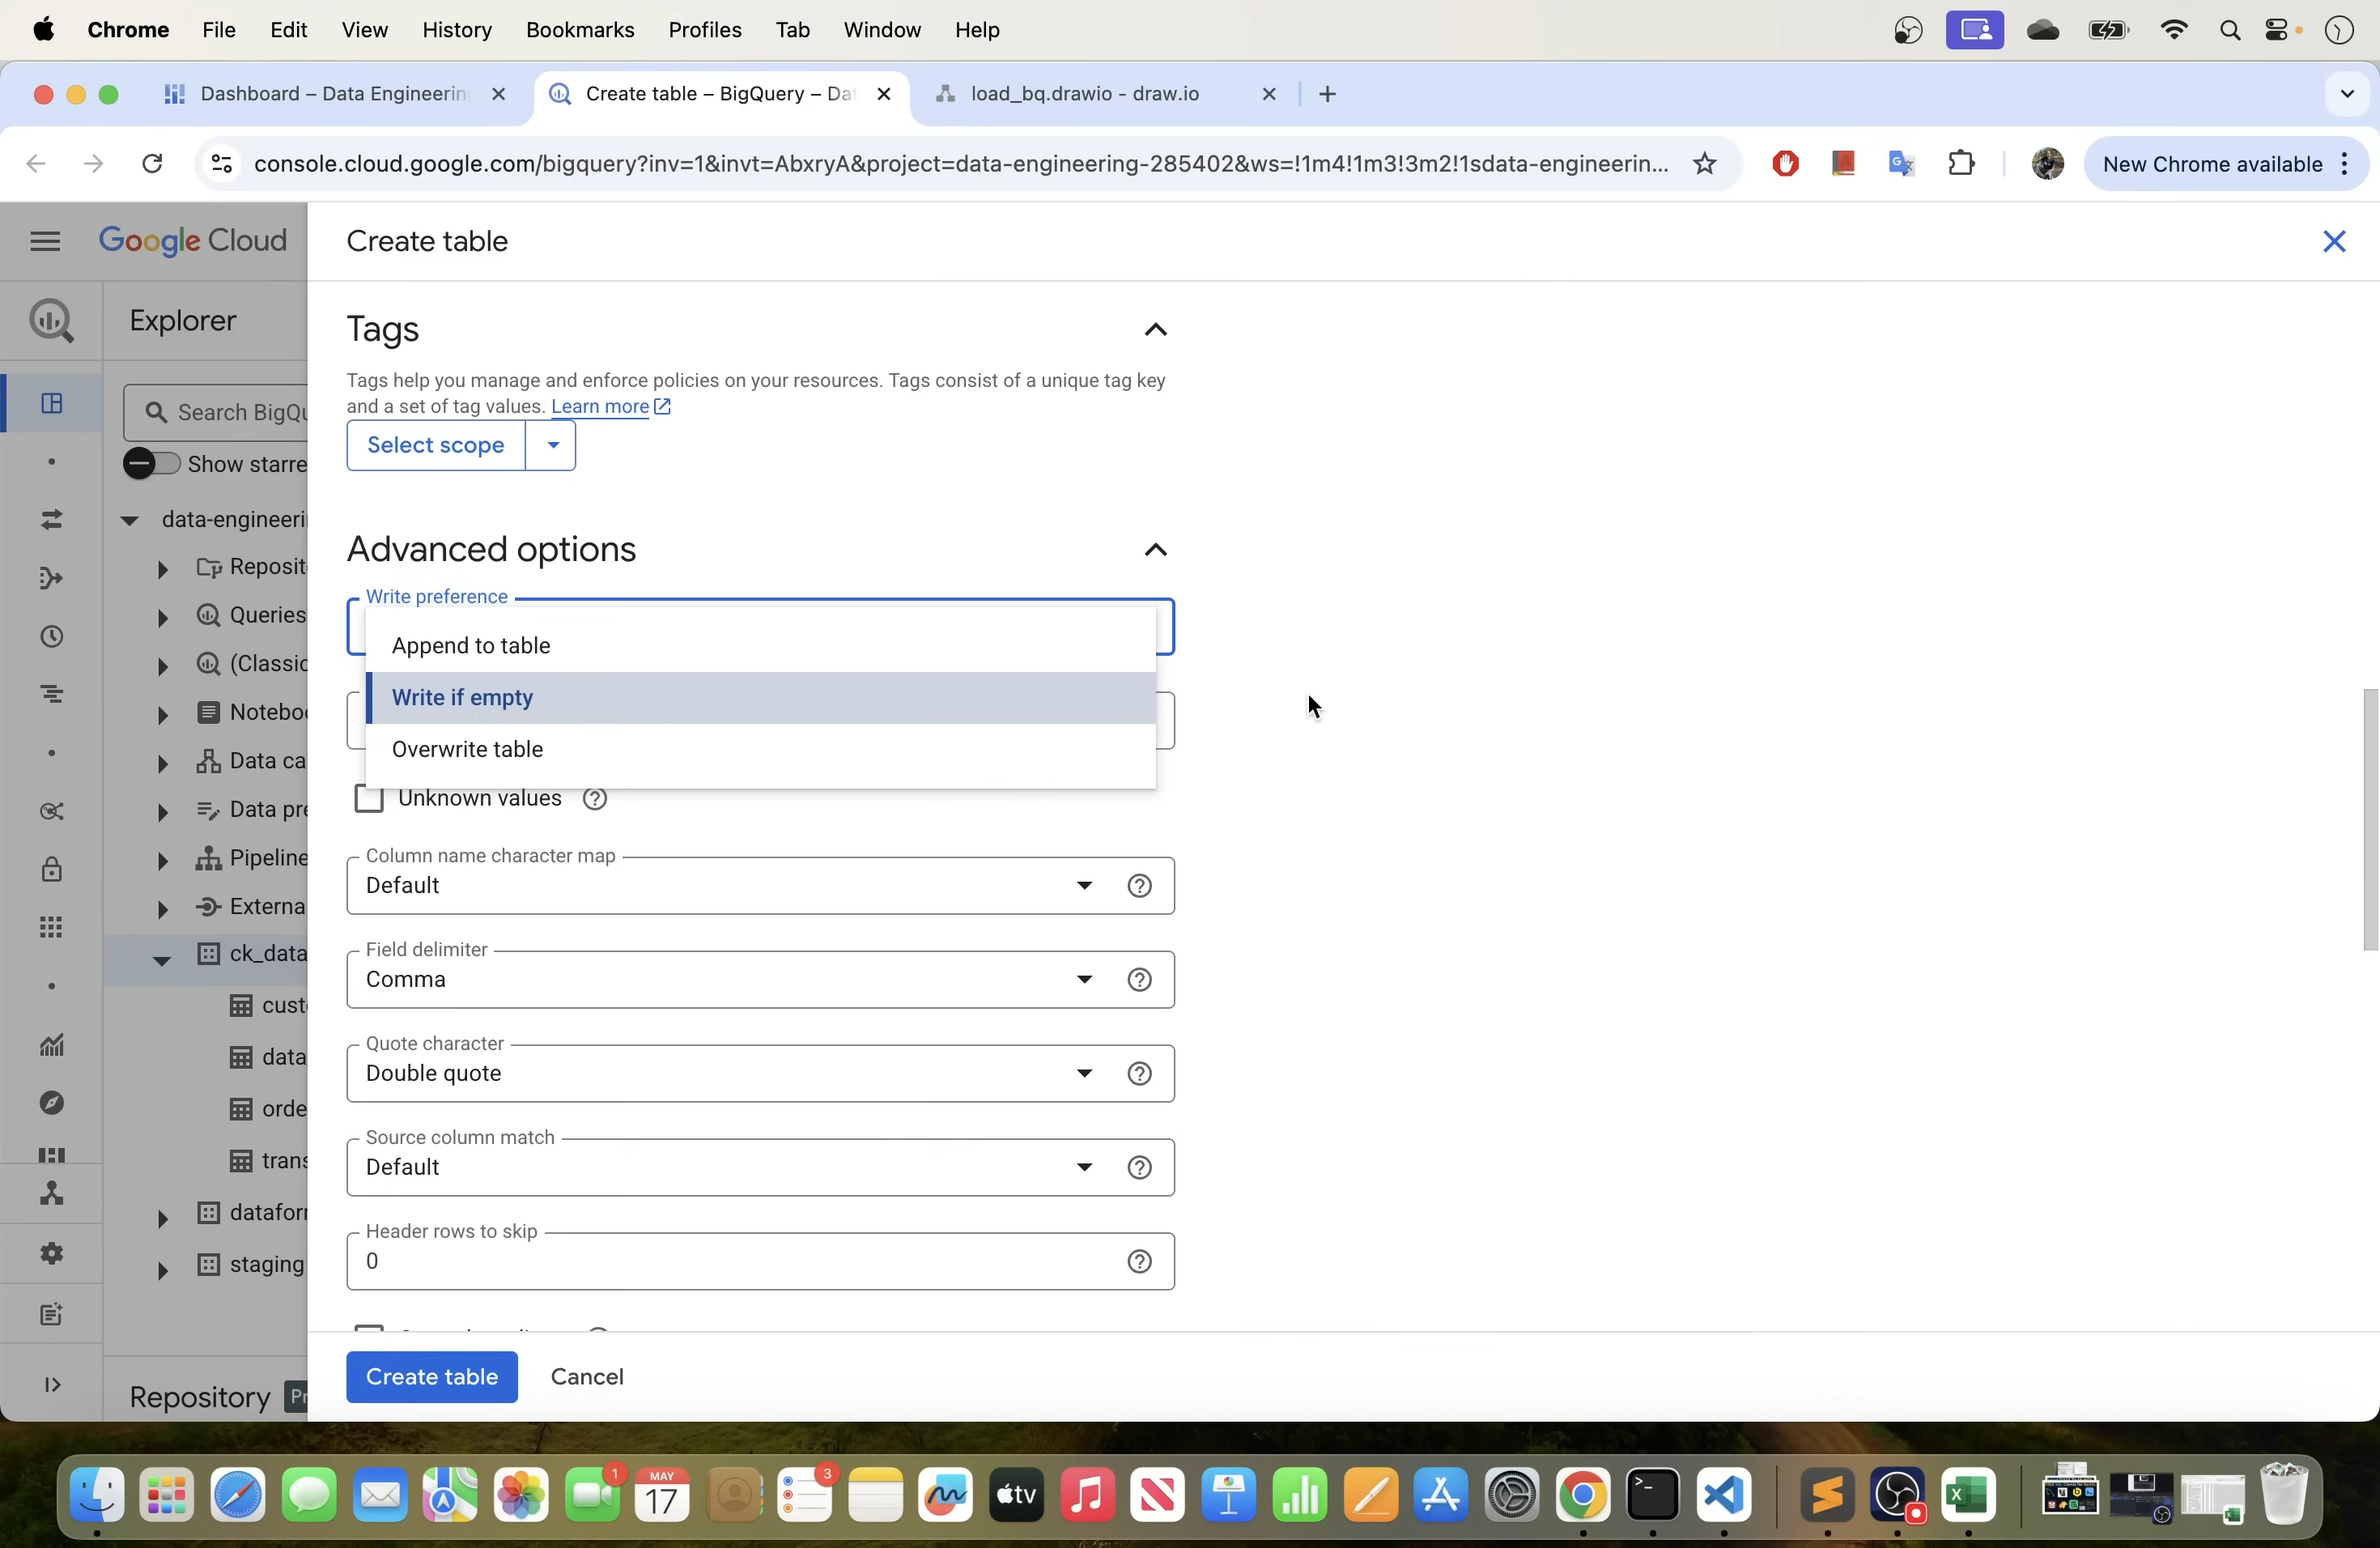 Chrome File Edit View History Bookmarks Profiles Tab Window Help
Dashboard – Data Engineerin
Create table – BigQuery – Dat
load_bq.drawio - draw.io
console.cloud.google.com/bigquery?inv=1&invt=AbxryA&project=data-engineering-285402&ws=!1m4!1m3!3m2!1sdata-engineerin...
New Chrome available
Google Cloud
Create table
Explorer
Search BigQu
Show starre
data-engineeri
Reposit
Queries
(Classic
Notebo
Data ca
Data pre
Pipeline
Externa
ck_data
cust
data
orde
trans
datafor
staging
Repository
Pr
Tags
Tags help you manage and enforce policies on your resources. Tags consist of a unique tag key
and a set of tag values. Learn more
Select scope
Advanced options
Write preference
Append to table
Write if empty
Overwrite table
Unknown values
Column name character map
Default
Field delimiter
Comma
Quote character
Double quote
Source column match
Default
Header rows to skip
0
Create table Cancel
1
MAY
17
3
tv